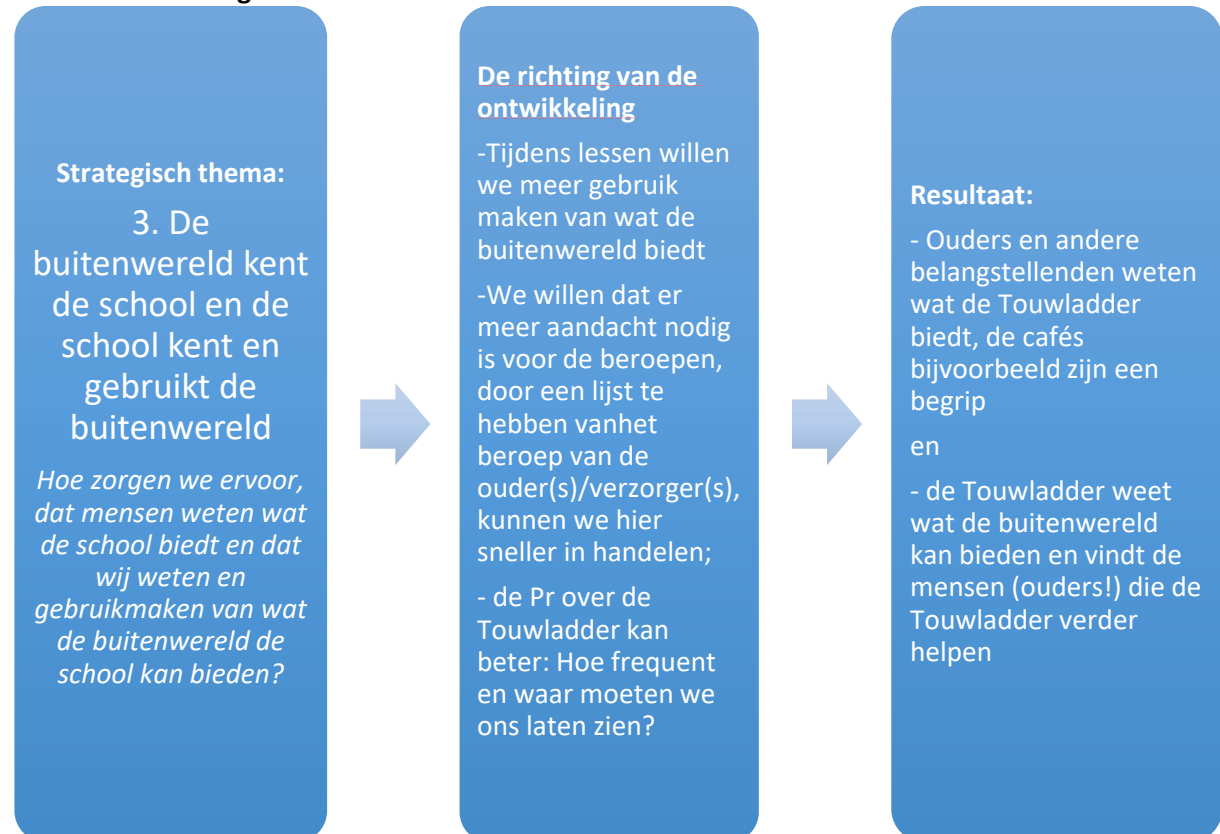 Strategisch thema:
3. De
buitenwereld kent
de school en de
school kent en
gebruikt de
buitenwereld
Hoe zorgen we ervoor,
dat mensen weten wat
de school biedt en dat
wij weten en
gebruikmaken van wat
de buitenwereld de
school kan bieden?
De richting van de
ontwikkeling
-Tijdens lessen willen
we meer gebruik
maken van wat de
buitenwereld biedt
-We willen dat er
meer aandacht nodig
is voor de beroepen,
door een lijst te
hebben vanhet
beroep van de
ouder(s)/verzorger(s),
kunnen we hier
sneller in handelen;
- de Pr over de
Touwladder kan
beter: Hoe frequent
en waar moeten we
ons laten zien?
Resultaat:
- Ouders en andere
belangstellenden weten
wat de Touwladder
biedt, de cafés
bijvoorbeeld zijn een
begrip
en
- de Touwladder weet
wat de buitenwereld
kan bieden en vindt de
mensen (ouders!) die de
Touwladder verder
helpen